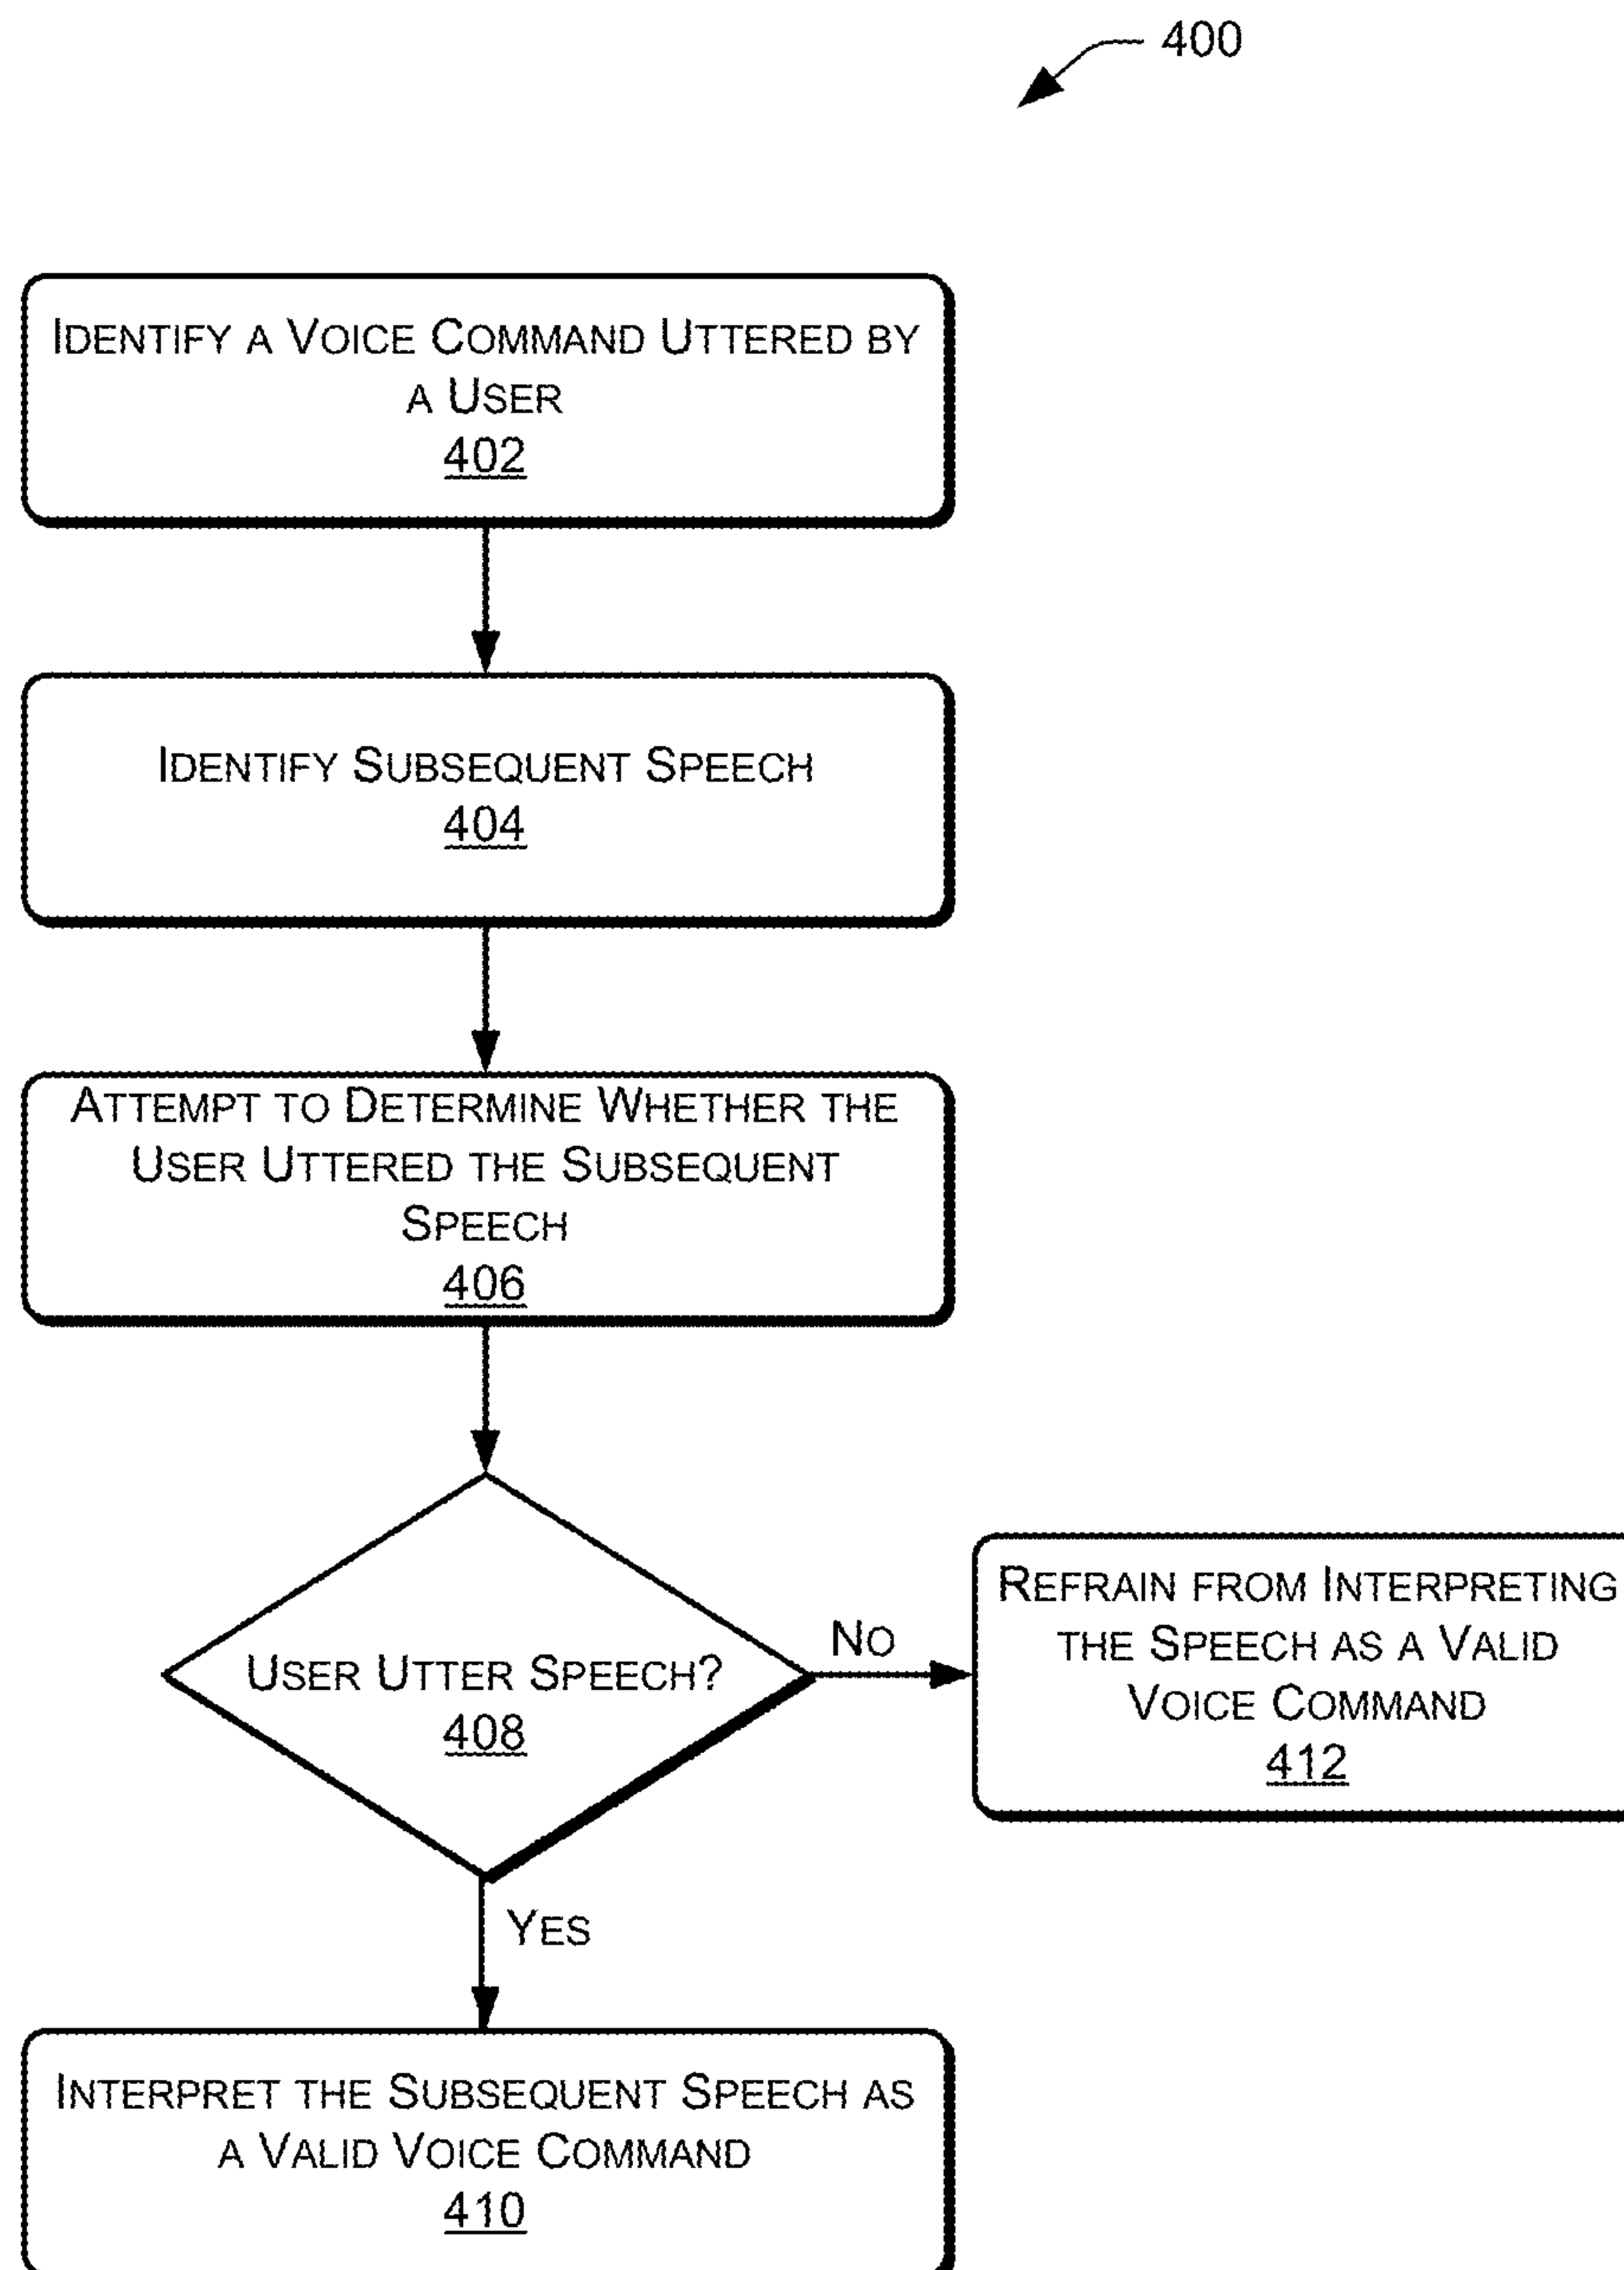 400
IDENTIFY A VOICE COMMAND UTTERED BY
A USER
402
IDENTIFY SUBSEQUENT SPEECH
404
ATTEMPT TO DETERMINE WHETHER THE
USER UTTERED THE SUBSEQUENT
SPEECH
406
USER UTTER SPEECH?
408
NO
REFRAIN FROM INTERPRETING
THE SPEECH AS A VALID
VOICE COMMAND
412
YES
INTERPRET THE SUBSEQUENT SPEECH AS
A VALID VOICE COMMAND
410